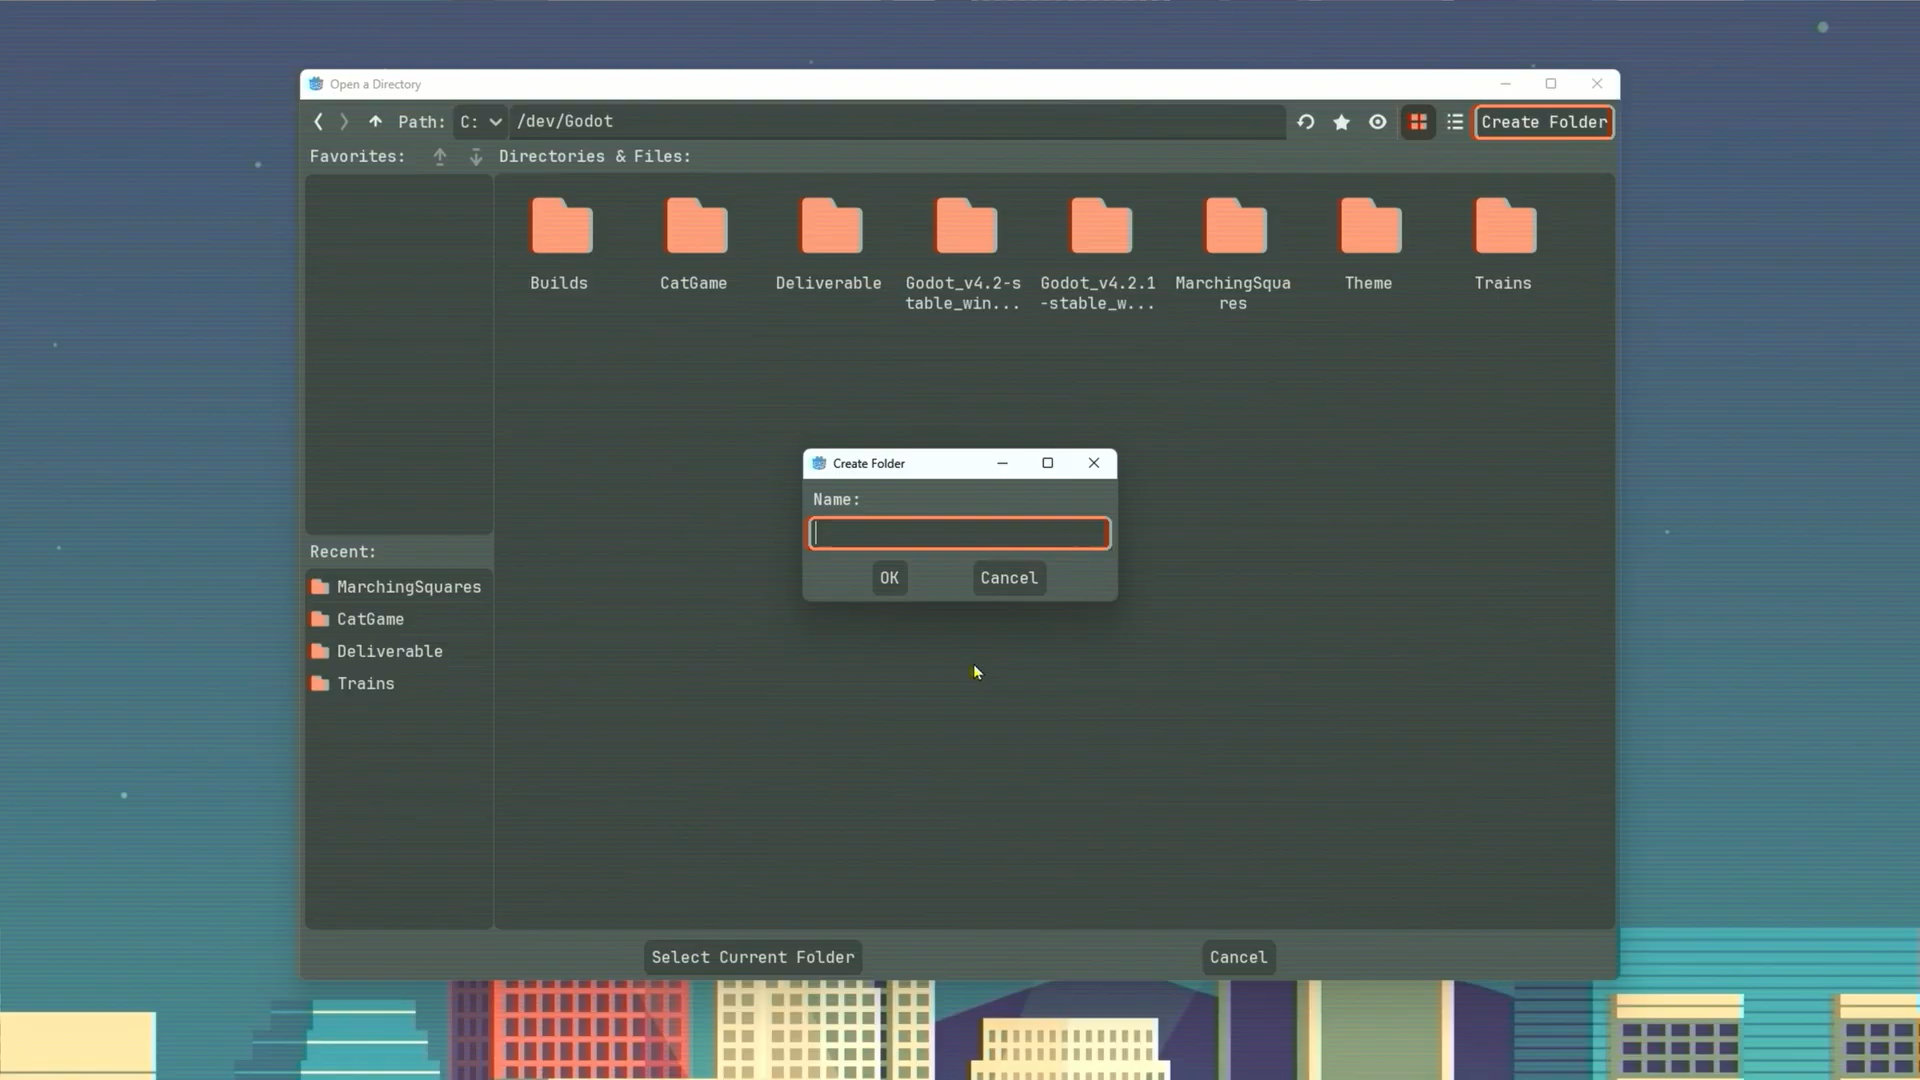 Open a Directory
Path: C: /dev/Godot Create Folder
Favorites: Directories & Files:
Builds CatGame Deliverable Godot_v4.2-s Godot_v4.2.1 MarchingSqua Theme Trains
table_win... -stable_w... res
Create Folder
Name:
OK Cancel
Recent:
MarchingSquares
CatGame
Deliverable
Trains
Select Current Folder Cancel